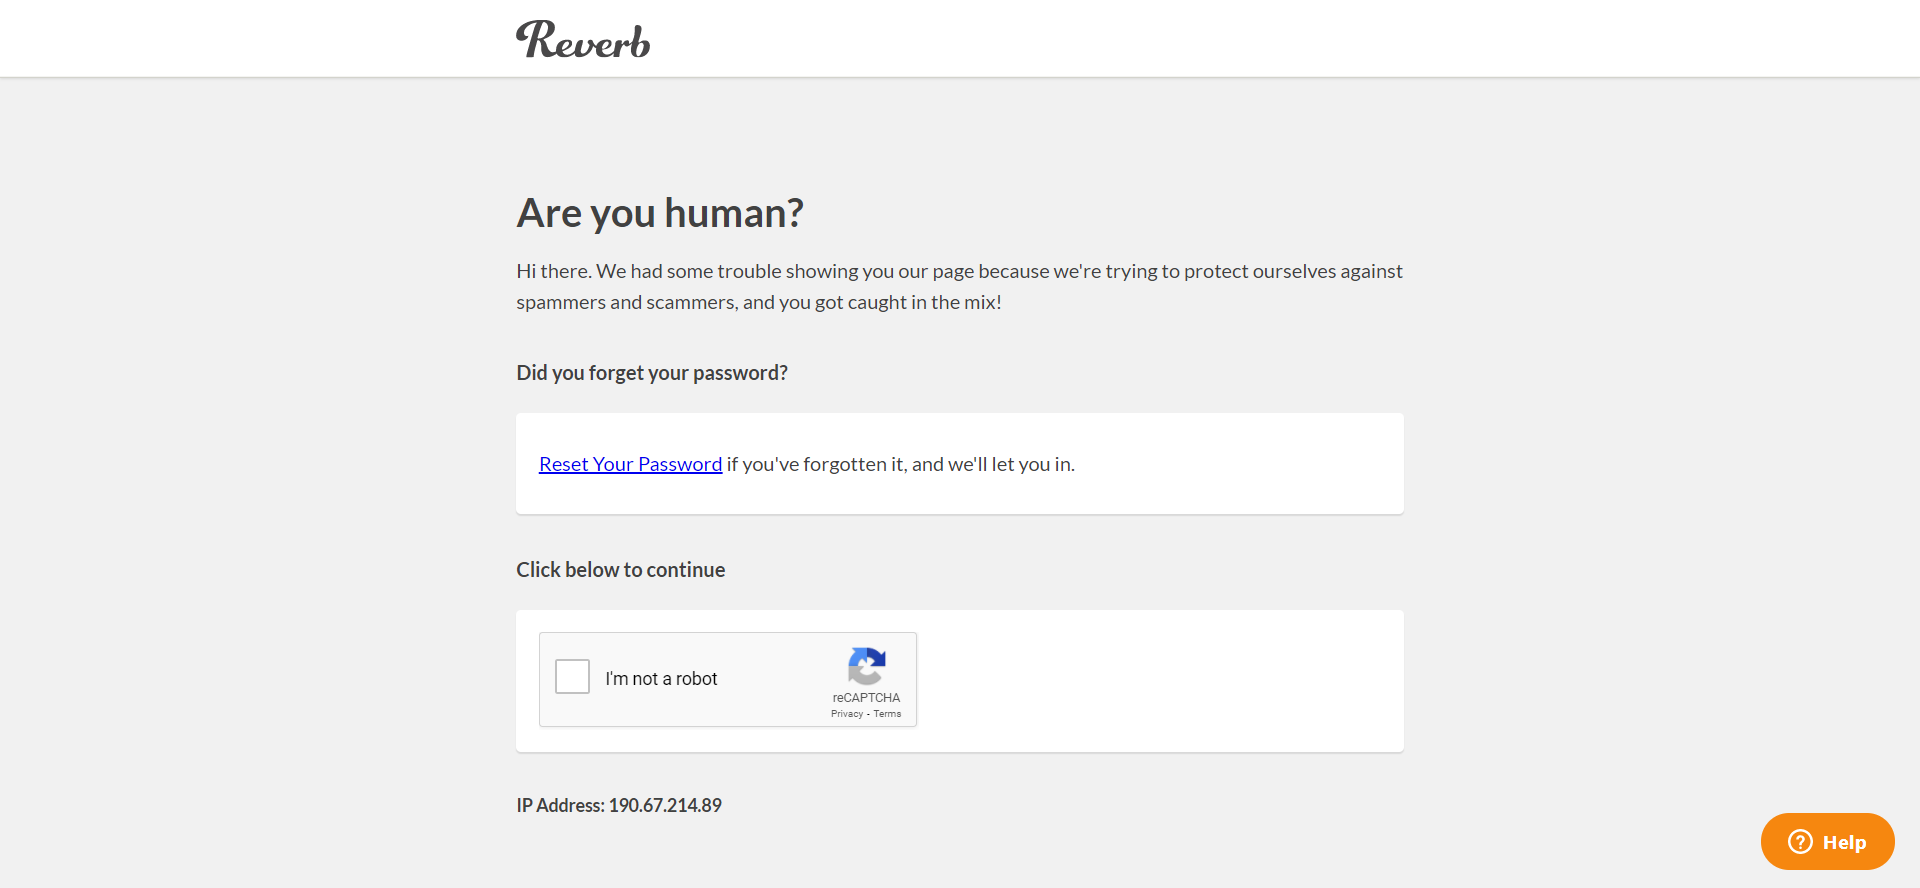 Reverb
Are you human?
Hi there. We had some trouble showing you our page because we're trying to protect ourselves against
spammers and scammers, and you got caught in the mix!
Did you forget your password?
Reset Your Password if you've forgotten it, and we'll let you in.
Click below to continue
I'm not a robot
reCAPTCHA
Privacy - Terms
IP Address: 190.67.214.89
Help